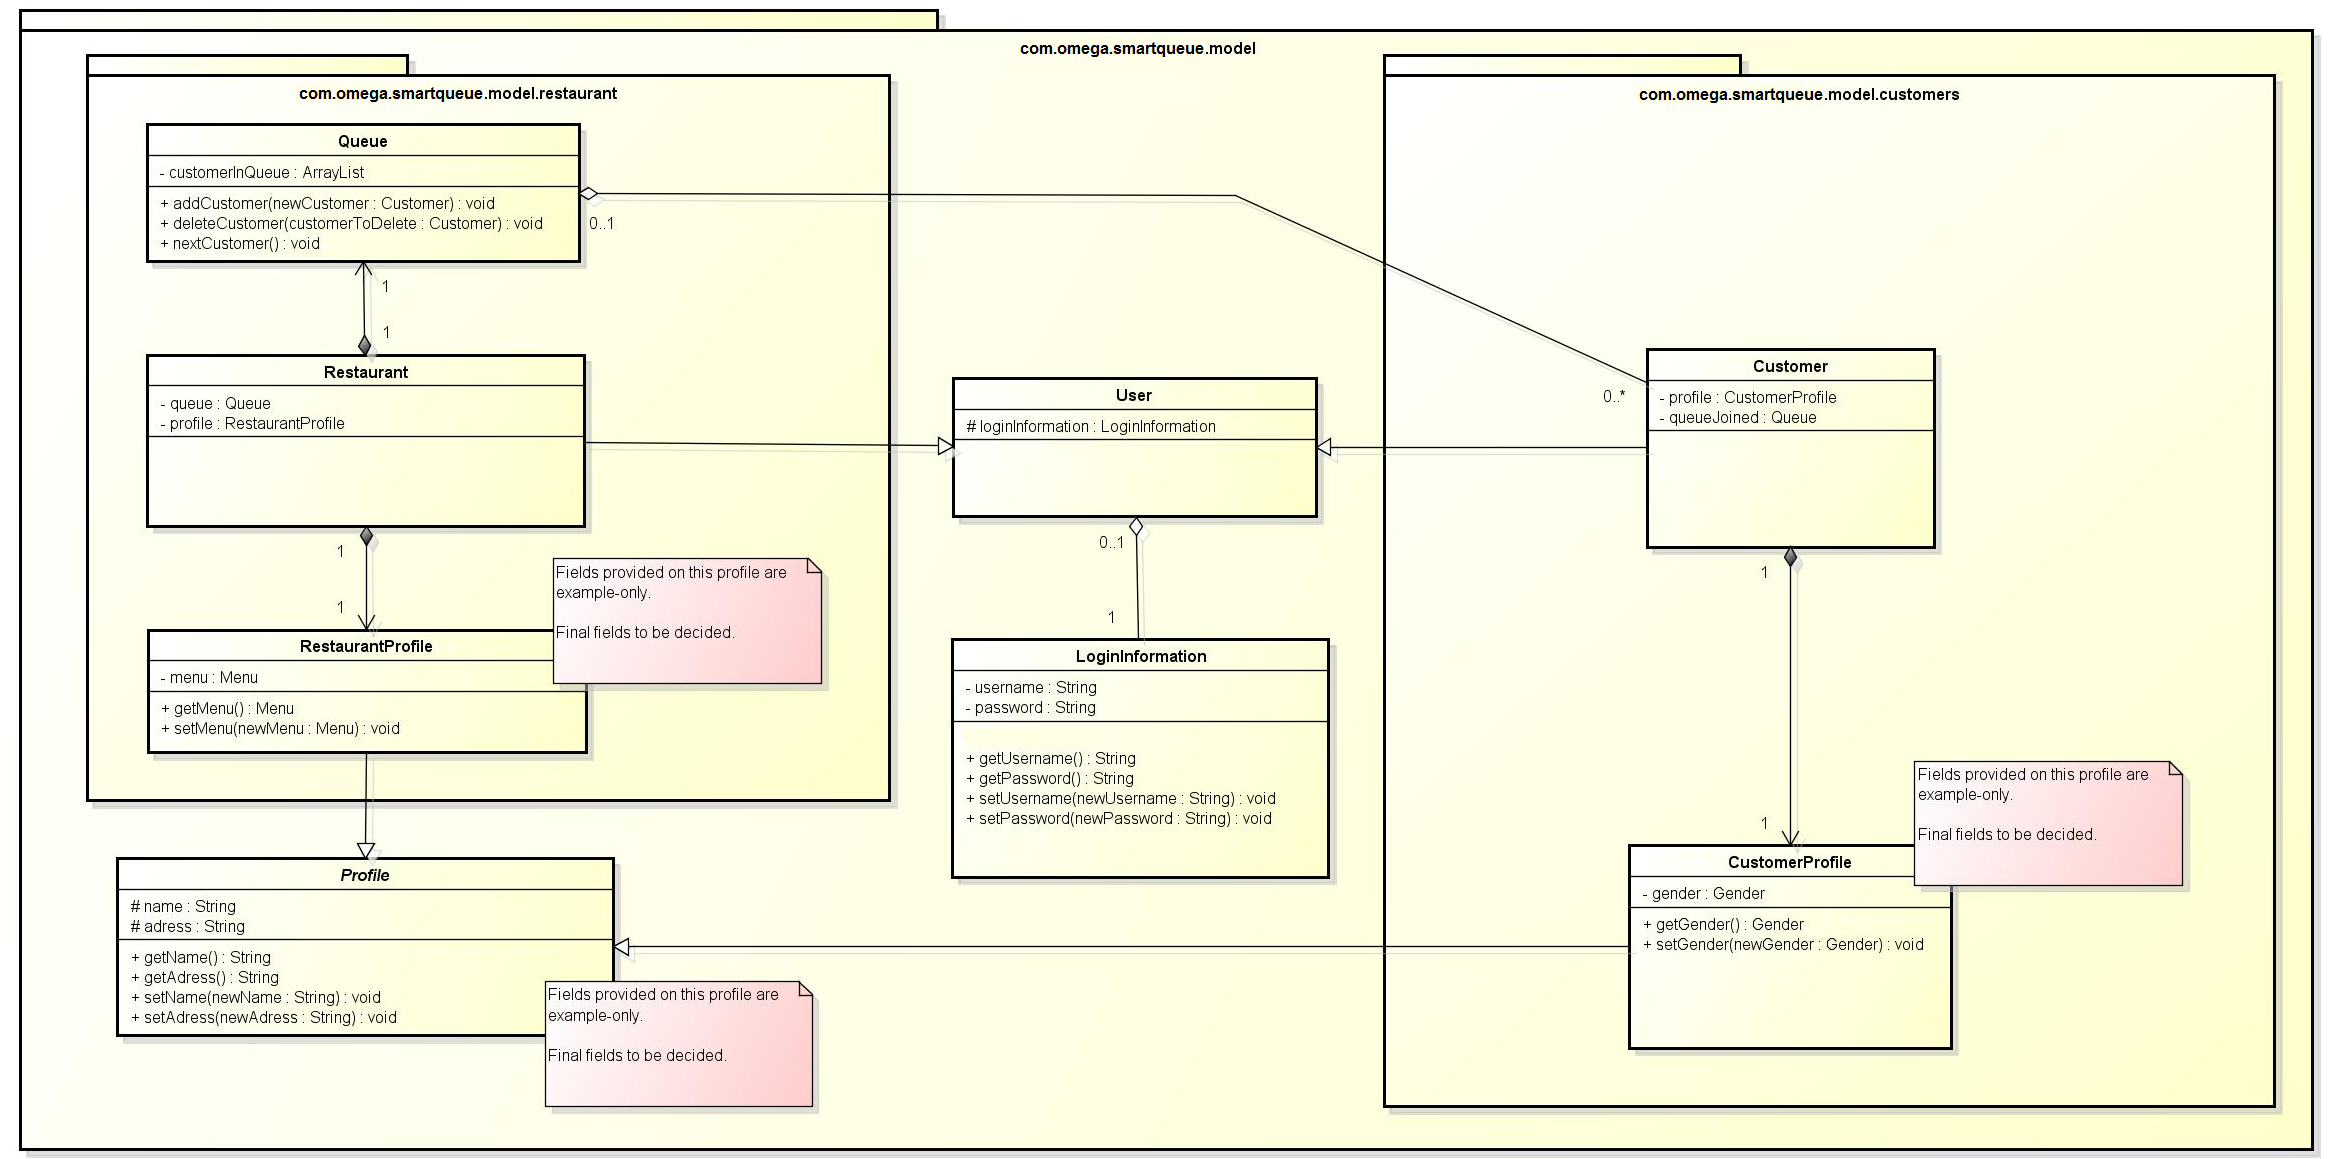 com.omega.smartqueue.model
com.omega.smartqueue.model.restaurant
Queue
- customerInQueue : ArrayList
+ addCustomer(newCustomer : Customer) : void
+ deleteCustomer(customerToDelete : Customer) : void
+ nextCustomer() : void
0..1
1
1
Restaurant
- queue : Queue
- profile : RestaurantProfile
1
1
Fields provided on this profile are
example-only.
Final fields to be decided.
RestaurantProfile
- menu : Menu
+ getMenu() : Menu
+ setMenu(newMenu : Menu) : void
Profile
# name : String
# adress : String
+ getName() : String
+ getAdress() : String
+ setName(newName : String) : void
+ setAdress(newAdress : String) : void
Fields provided on this profile are
example-only.
Final fields to be decided.
User
# loginInformation : LoginInformation
0..1
1
LoginInformation
- username : String
- password : String
+ getUsername() : String
+ getPassword() : String
+ setUsername(newUsername : String) : void
+ setPassword(newPassword : String) : void
com.omega.smartqueue.model.customers
Customer
0..*
- profile : CustomerProfile
- queueJoined : Queue
1
1
Fields provided on this profile are
example-only.
Final fields to be decided.
CustomerProfile
- gender : Gender
+ getGender() : Gender
+ setGender(newGender : Gender) : void